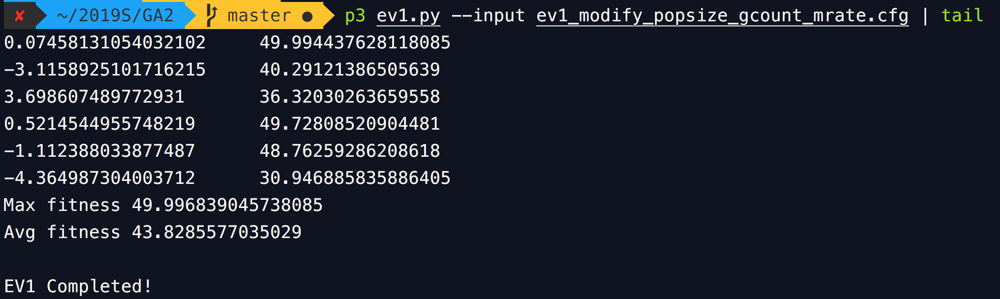 ✘ ~/2019S/GA2 master ● p3 ev1.py --input ev1_modify_popsize_gcount_mrate.cfg | tail
0.07458131054032102 49.994437628118085
-3.1158925101716215 40.29121386505639
3.698607489772931 36.32030263659558
0.5214544955748219 49.72808520904481
-1.112388033877487 48.76259286208618
-4.364987304003712 30.946885835886405
Max fitness 49.996839045738085
Avg fitness 43.8285577035029
EV1 Completed!